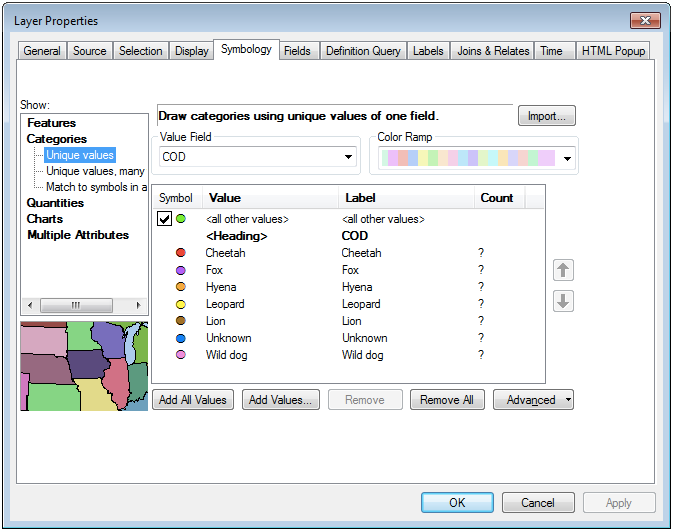 Layer Properties
General Source Selection Display Symbology Fields Definition Query Labels Joins & Relates Time HTML Popup
Show:
Features
Categories
Unique values
Unique values, many
Match to symbols in a
Quantities
Charts
Multiple Attributes
Draw categories using unique values of one field.
Import...
Value Field
COD
Color Ramp
Symbol Value Label Count
<all other values> <all other values>
<Heading> COD
Cheetah Cheetah ?
Fox Fox ?
Hyena Hyena ?
Leopard Leopard ?
Lion Lion ?
Unknown Unknown ?
Wild dog Wild dog ?
Add All Values Add Values... Remove Remove All Advanced
OK Cancel Apply